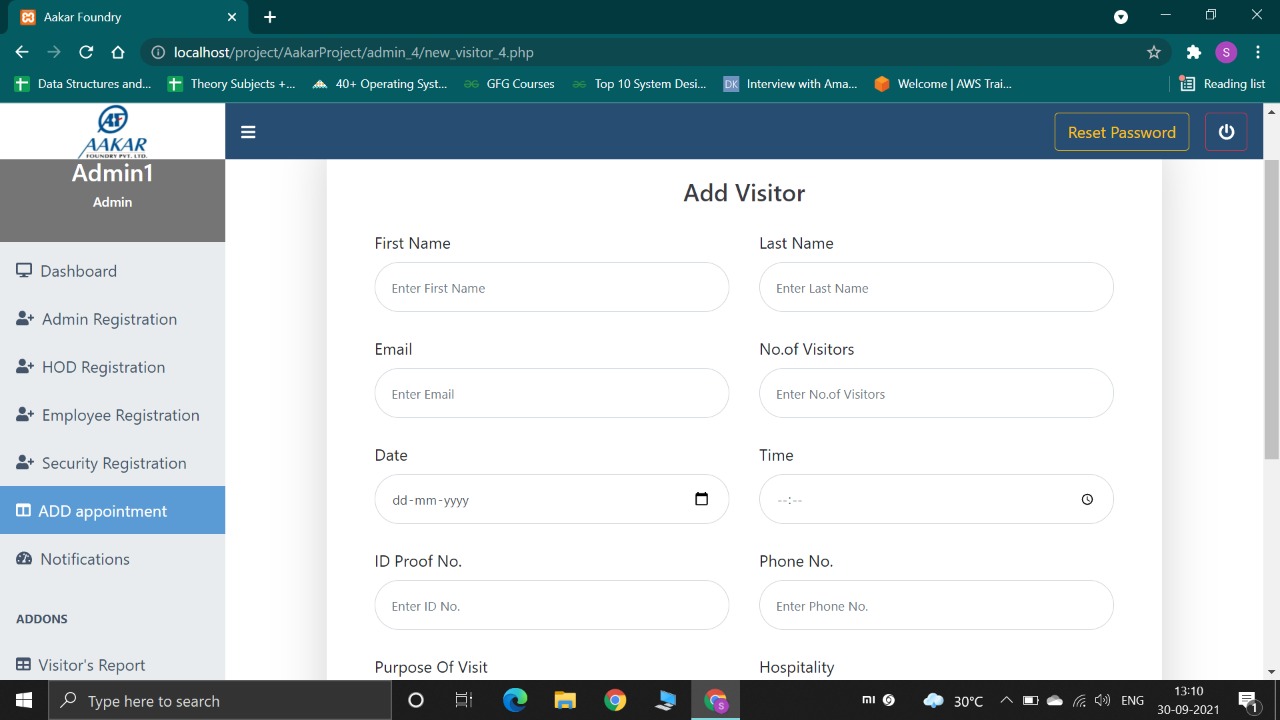 Aakar Foundry
localhost/project/AakarProject/admin_4/new_visitor_4.php
S
Data Structures and...
Theory Subjects +...
40+ Operating Syst...
GFG Courses
Top 10 System Desi...
DK Interview with Ama...
Welcome | AWS Trai...
Reading list
AF
AAKAR
FOUNDRY PVT. LTD.
Reset Password
Admin1
Admin
Dashboard
Admin Registration
HOD Registration
Employee Registration
Security Registration
ADD appointment
Notifications
ADDONS
Visitor's Report
Add Visitor
First Name
Last Name
Enter First Name
Enter Last Name
Email
No.of Visitors
Enter Email
Enter No.of Visitors
Date
Time
dd-mm-yyyy
--:--
ID Proof No.
Phone No.
Enter ID No.
Enter Phone No.
Purpose Of Visit
Hospitality
Type here to search
S
30°C
ENG
13:10
30-09-2021
1